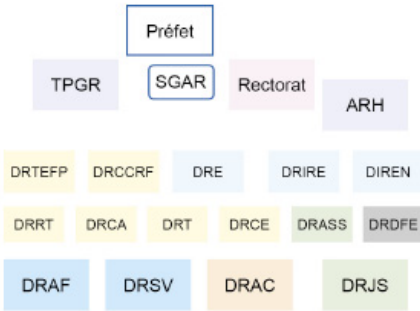 Préfet
TPGR
SGAR
Rectorat
ARH
DRTEFP DRCCRF DRE DRIRE DIREN
DRRT DRCA DRT DRCE DRASS DRDFE
DRAF DRSV DRAC DRJS